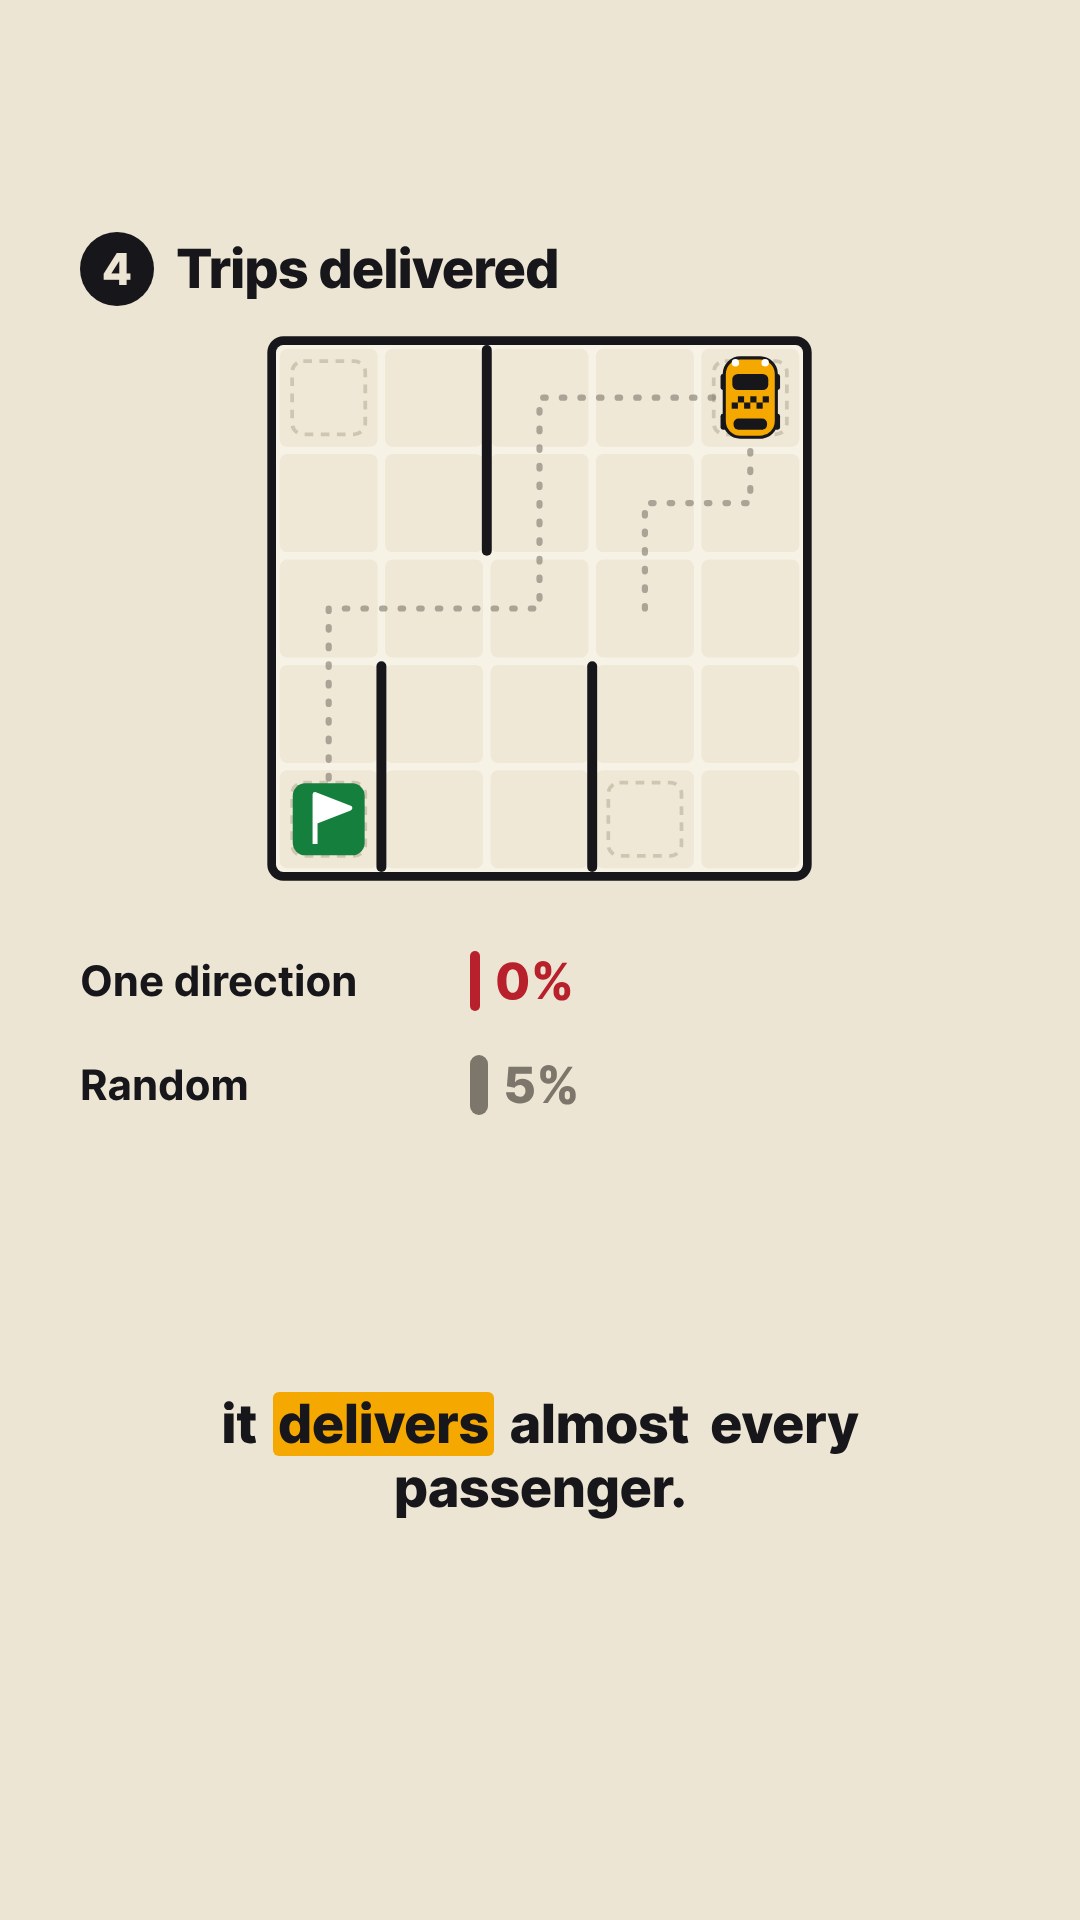 4 Trips delivered
One direction 0%
Random 5%
it delivers almost every
passenger.